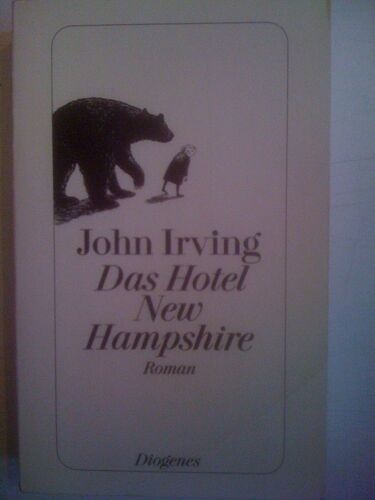 John Irving
Das Hotel
New
Hampshire
Roman
Diogenes